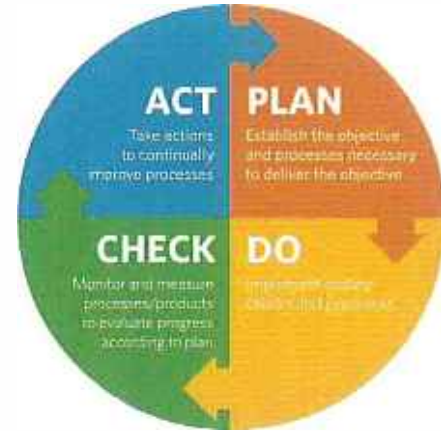 ACT
Take actions
to continually
improve processes
PLAN
Establish the objective
and processes necessary
to deliver the objective
CHECK
Monitor and measure
processes/products
to evaluate progress
according to plan
DO